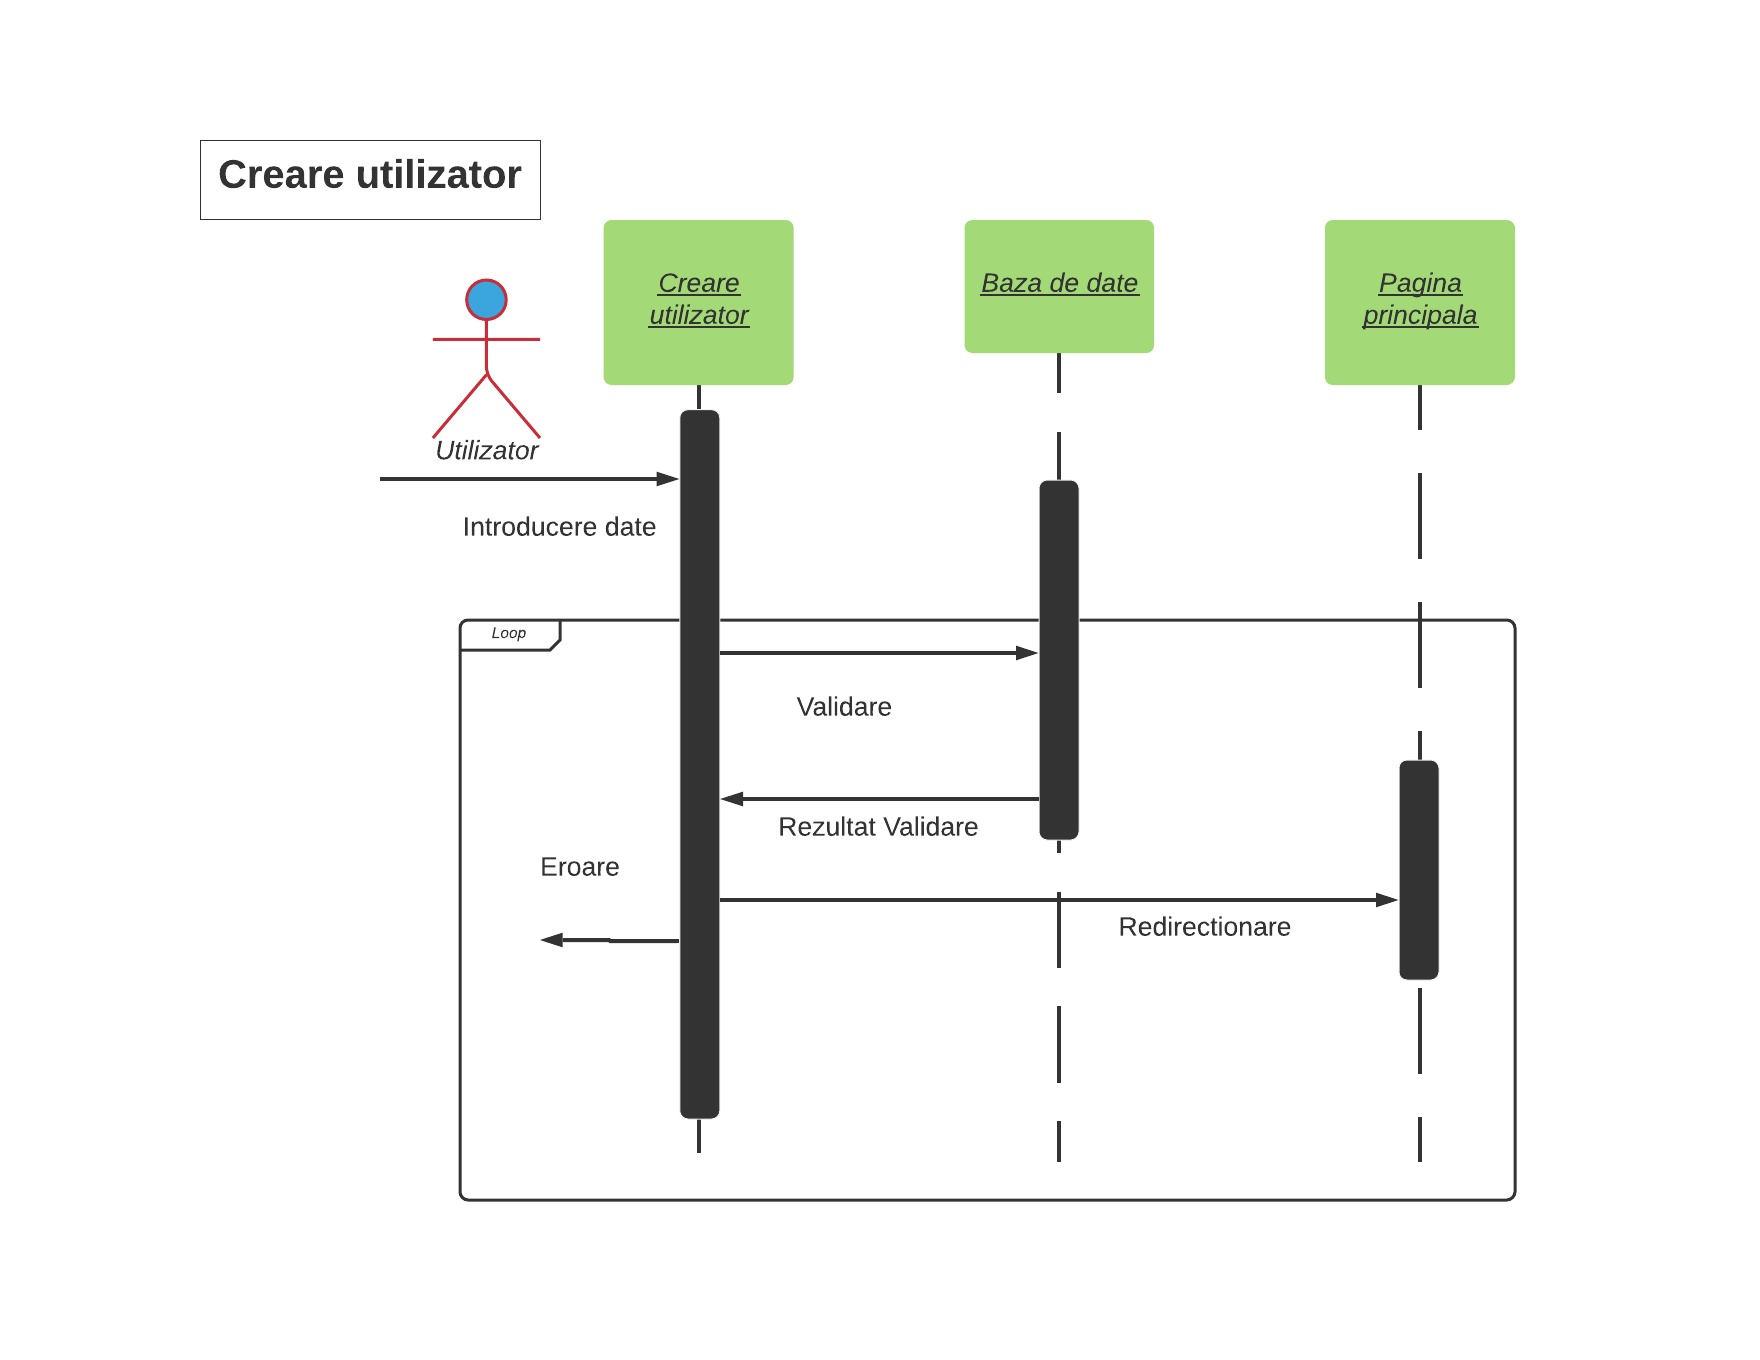 Creare utilizator
Creare
utilizator
Baza de date
Pagina
principala
Utilizator
Introducere date
Loop
Validare
Rezultat Validare
Eroare
Redirectionare